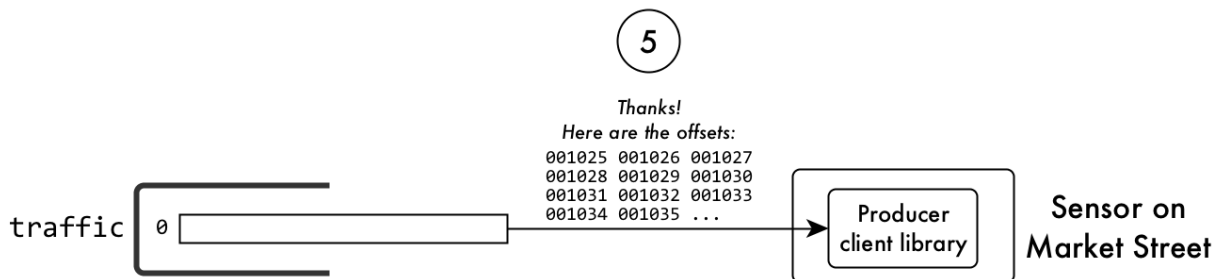 5
Thanks!
Here are the offsets:
001025 001026 001027
001028 001029 001030
001031 001032 001033
001034 001035 ...
traffic
0
Producer
client library
Sensor on
Market Street